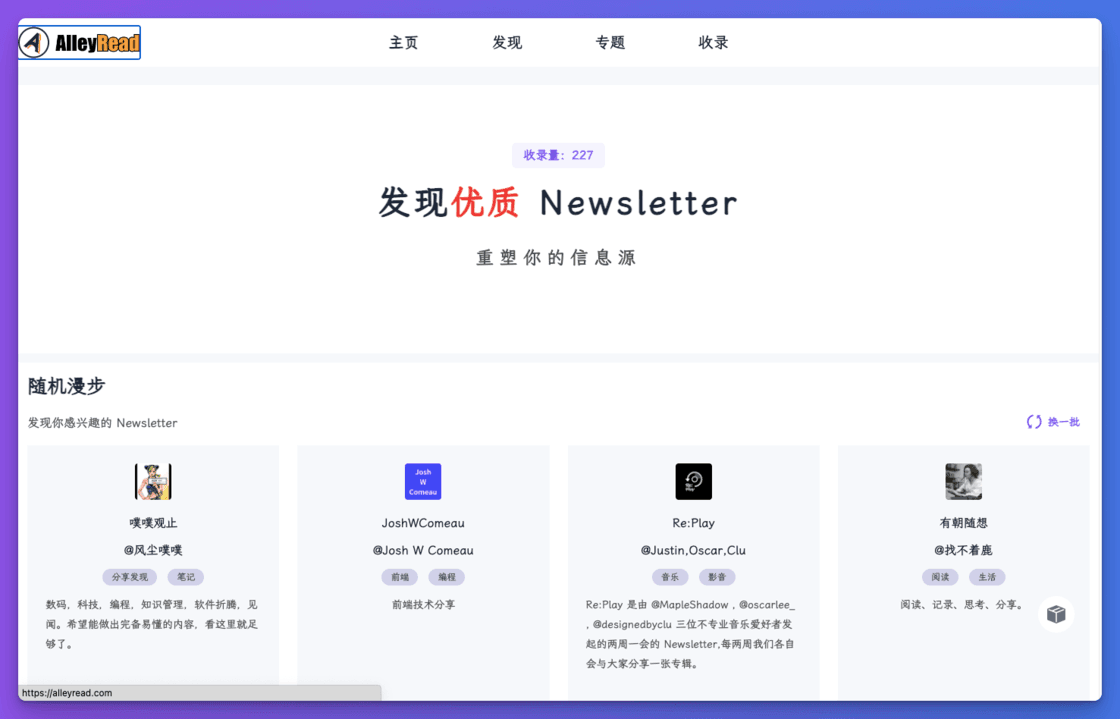 AlleyRead
主页 发现 专题 收录
收录量：227
发现优质 Newsletter
重塑你的信息源
随机漫步
发现你感兴趣的 Newsletter
换一批
噗噗观止
@风尘噗噗
分享发现 笔记
数码，科技，编程，知识管理，软件折腾，见
闻。希望能做出完备易懂的内容，看这里就足
够了。
Josh
W
Comeau
JoshWComeau
@Josh W Comeau
前端 编程
前端技术分享
Re:Play
@Justin,Oscar,Clu
音乐 影音
Re:Play 是由 @MapleShadow , @oscarlee_
, @designedbyclu 三位不专业音乐爱好者发
起的两周一会的 Newsletter,每两周我们各自
会与大家分享一张专辑。
有朝随想
@找不着鹿
阅读 生活
阅读、记录、思考、分享。
https://alleyread.com